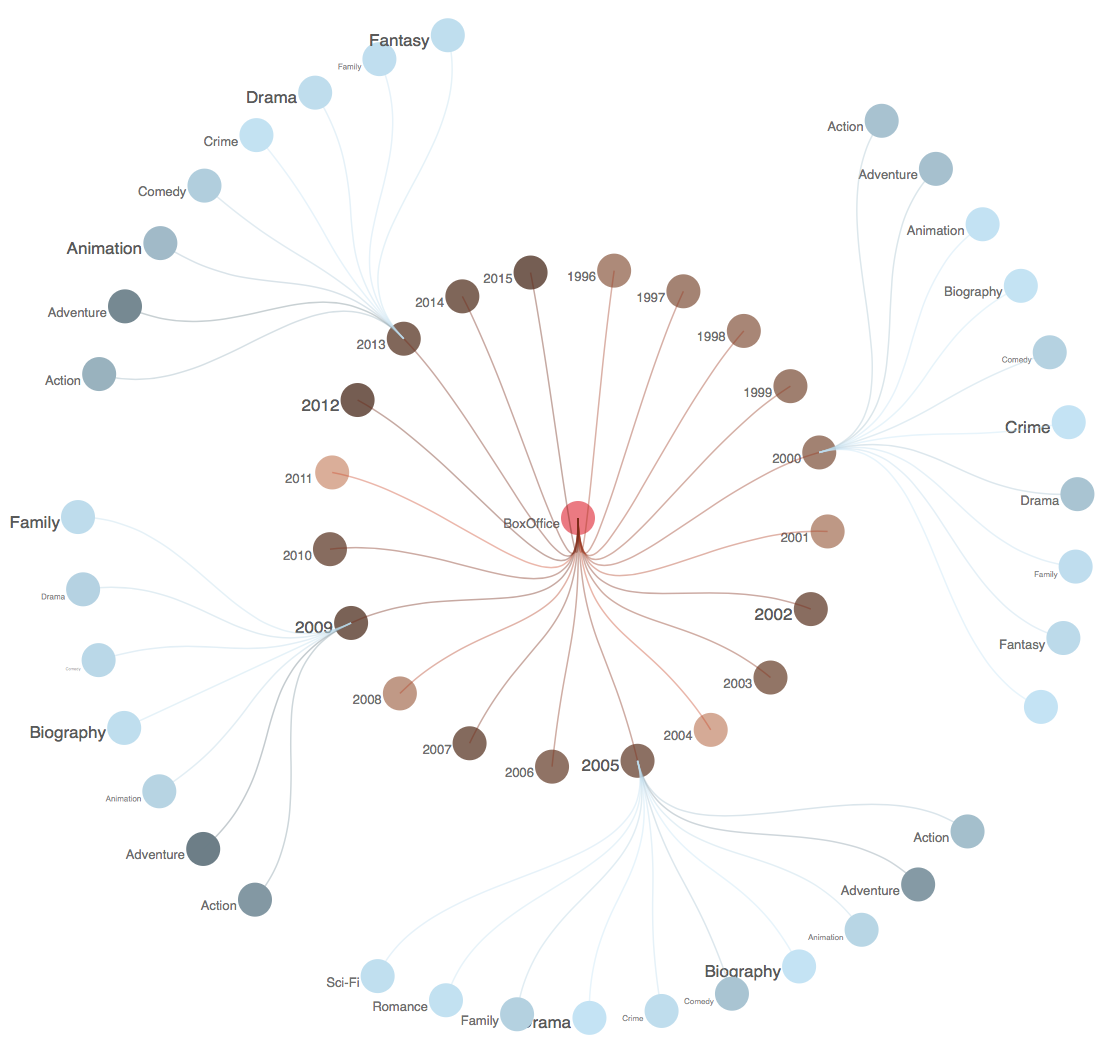 Fantasy
Family
Drama
Crime
Comedy
Animation
Adventure
Action
Action
Adventure
Animation
Biography
Comedy
Crime
Drama
Family
Fantasy
2015
1996
2014
1997
2013
1998
2012
1999
2011
2000
BoxOffice
2010
2001
2009
2002
2008
2003
2007
2004
2006
2005
Family
Drama
Comedy
Biography
Animation
Adventure
Action
Action
Adventure
Animation
Biography
Comedy
Crime
Drama
Family
Romance
Sci-Fi